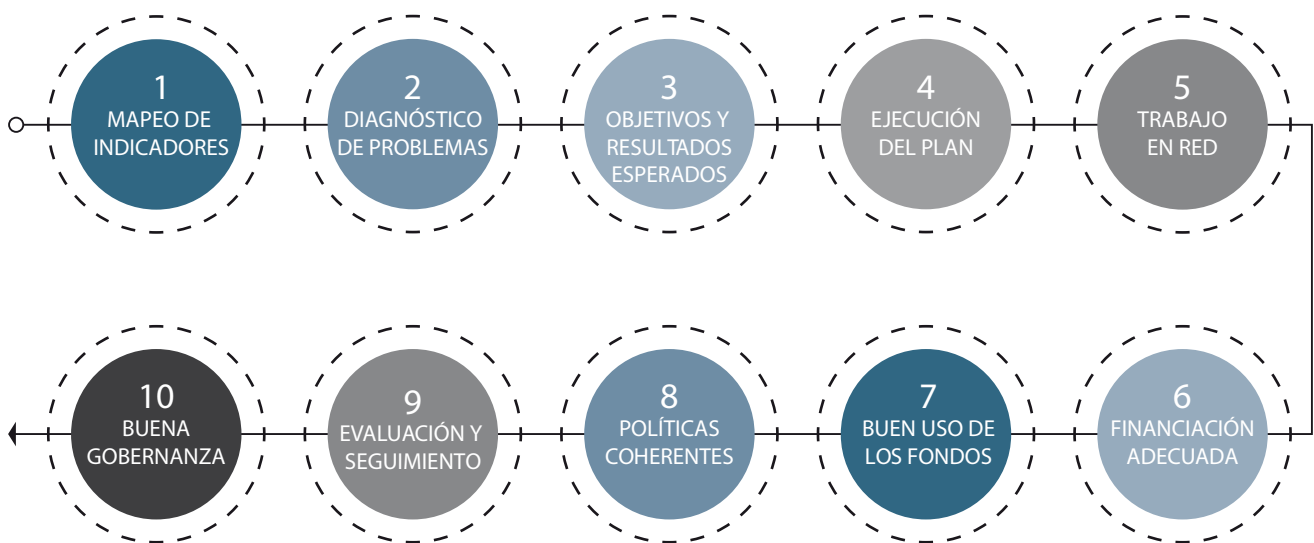 1
MAPEO DE
INDICADORES
2
DIAGNÓSTICO
DE PROBLEMAS
3
OBJETIVOS Y
RESULTADOS
ESPERADOS
4
EJECUCIÓN
DEL PLAN
5
TRABAJO
EN RED
6
FINANCIACIÓN
ADECUADA
7
BUEN USO DE
LOS FONDOS
8
POLÍTICAS
COHERENTES
9
EVALUACIÓN Y
SEGUIMIENTO
10
BUENA
GOBERNANZA